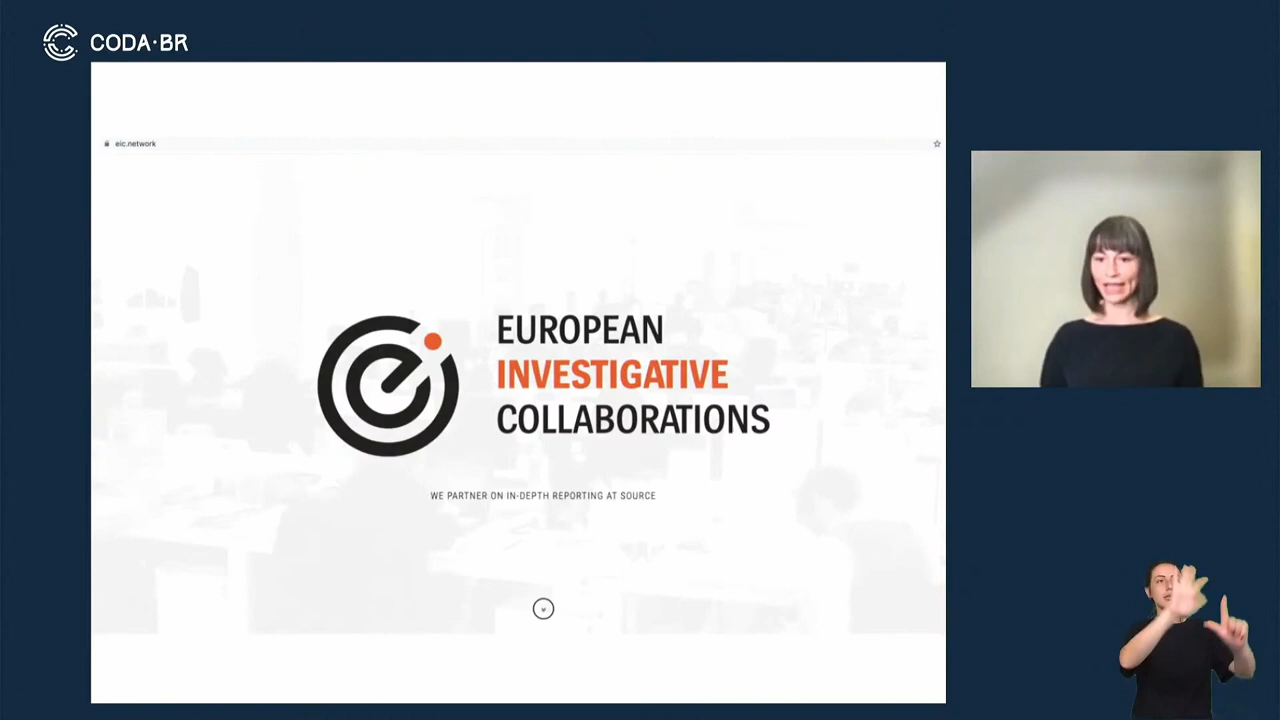 CODA·BR
eic.network
EUROPEAN
INVESTIGATIVE
COLLABORATIONS
WE PARTNER ON IN-DEPTH REPORTING AT SOURCE